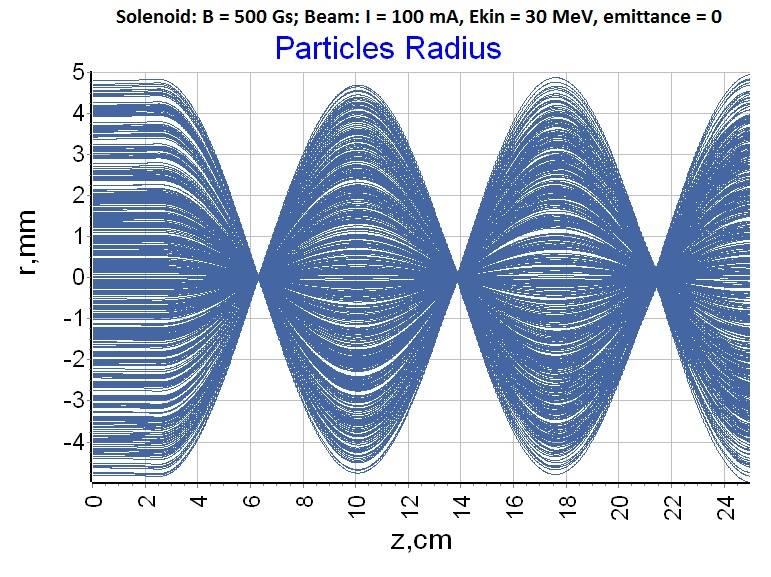 Solenoid: B = 500 Gs; Beam: I = 100 mA, Ekin = 30 MeV, emittance = 0
Particles Radius
5
4
3
2
1
0
-1
-2
-3
-4
r,mm
0 2 4 6 8 10 12 14 16 18 20 22 24
z,cm